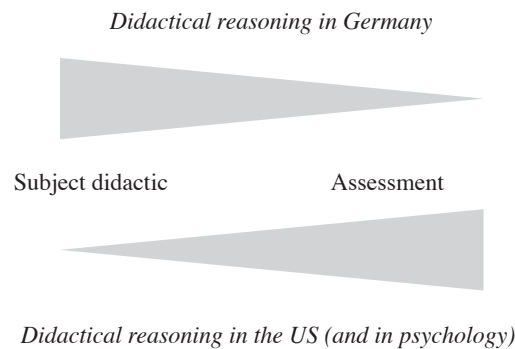 Didactical reasoning in Germany
Subject didactic Assessment
Didactical reasoning in the US (and in psychology)